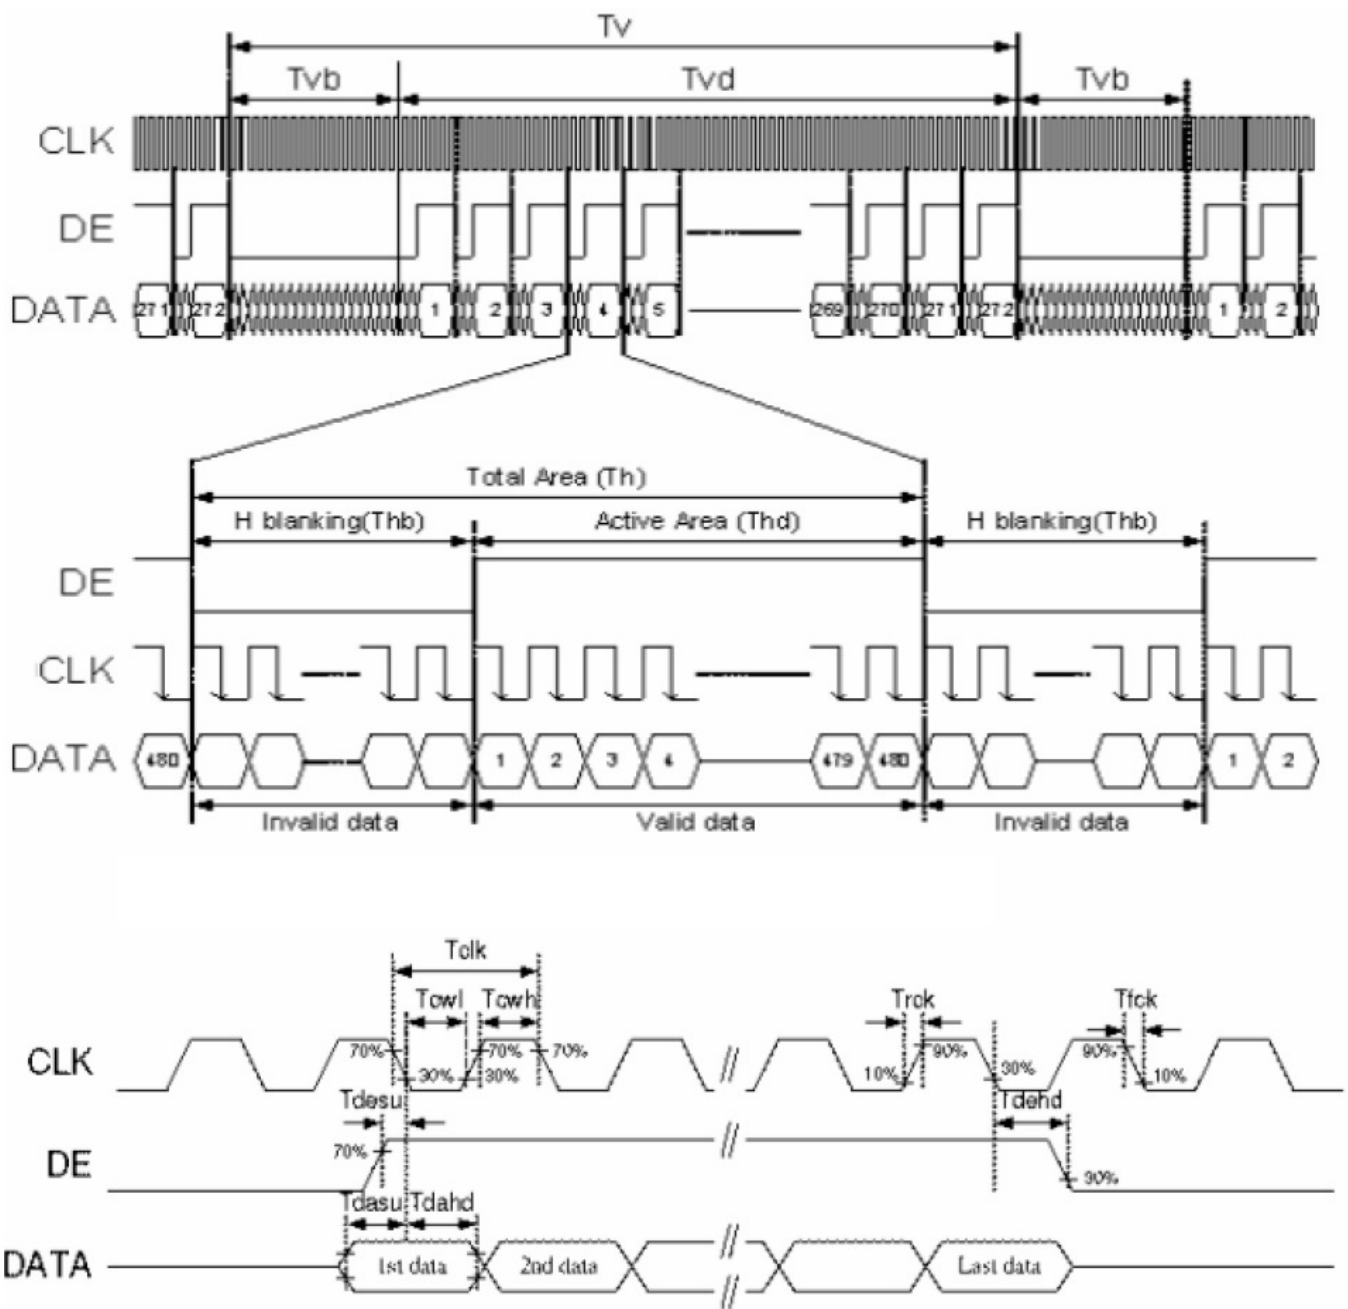 Tv
Tvb Tvd Tvb
CLK
DE
DATA 271 272 1 2 3 4 5 269 270 271 272 1 2
Total Area (Th)
H blanking(Thb) Active Area (Thd) H blanking(Thb)
DE
CLK
DATA 480 1 2 3 4 479 480 1 2
Invalid data Valid data Invalid data
Tclk
Tcwl Tcwh Trck Tfck
CLK 70% 70% 70% 90% 90%
30% 30% 10% 30% 10%
Tdesu Tdehd
DE 70% 30%
Tdasu Tdahd
DATA 1st data 2nd data Last data